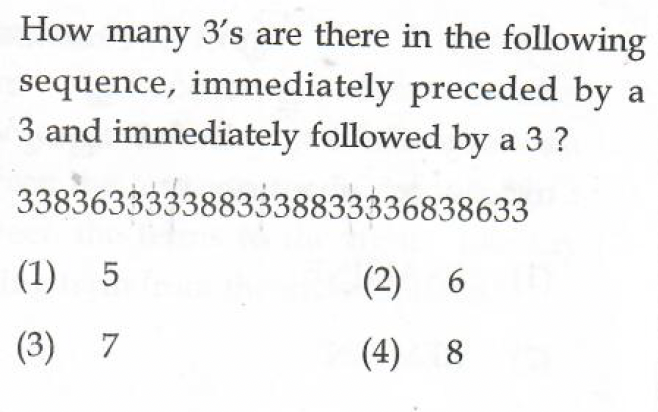 How many 3's are there in the following
sequence, immediately preceded by a
3 and immediately followed by a 3 ?
3383633333883338833336838633
(1) 5 (2) 6
(3) 7 (4) 8